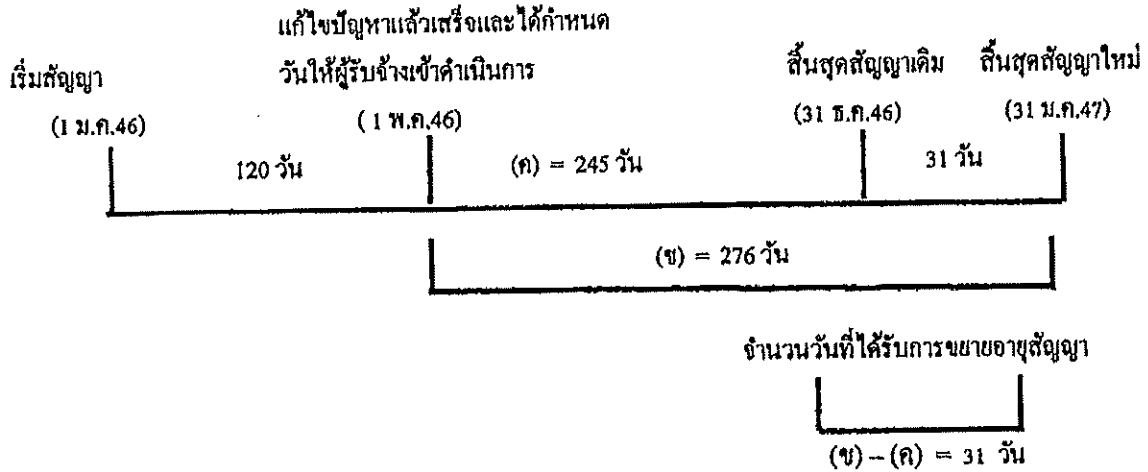 แก้ไขปัญหาแล้วเสร็จและได้กำหนด
วันให้ผู้รับจ้างเข้าดำเนินการ
เริ่มสัญญา
สิ้นสุดสัญญาเดิม
สิ้นสุดสัญญาใหม่
(1 ม.ค.46)
(1 พ.ค.46)
(31 ธ.ค.46)
(31 ม.ค.47)
120 วัน
(ค) = 245 วัน
31 วัน
(ข) = 276 วัน
จำนวนวันที่ได้รับการขยายอายุสัญญา
(ข) – (ค) = 31 วัน